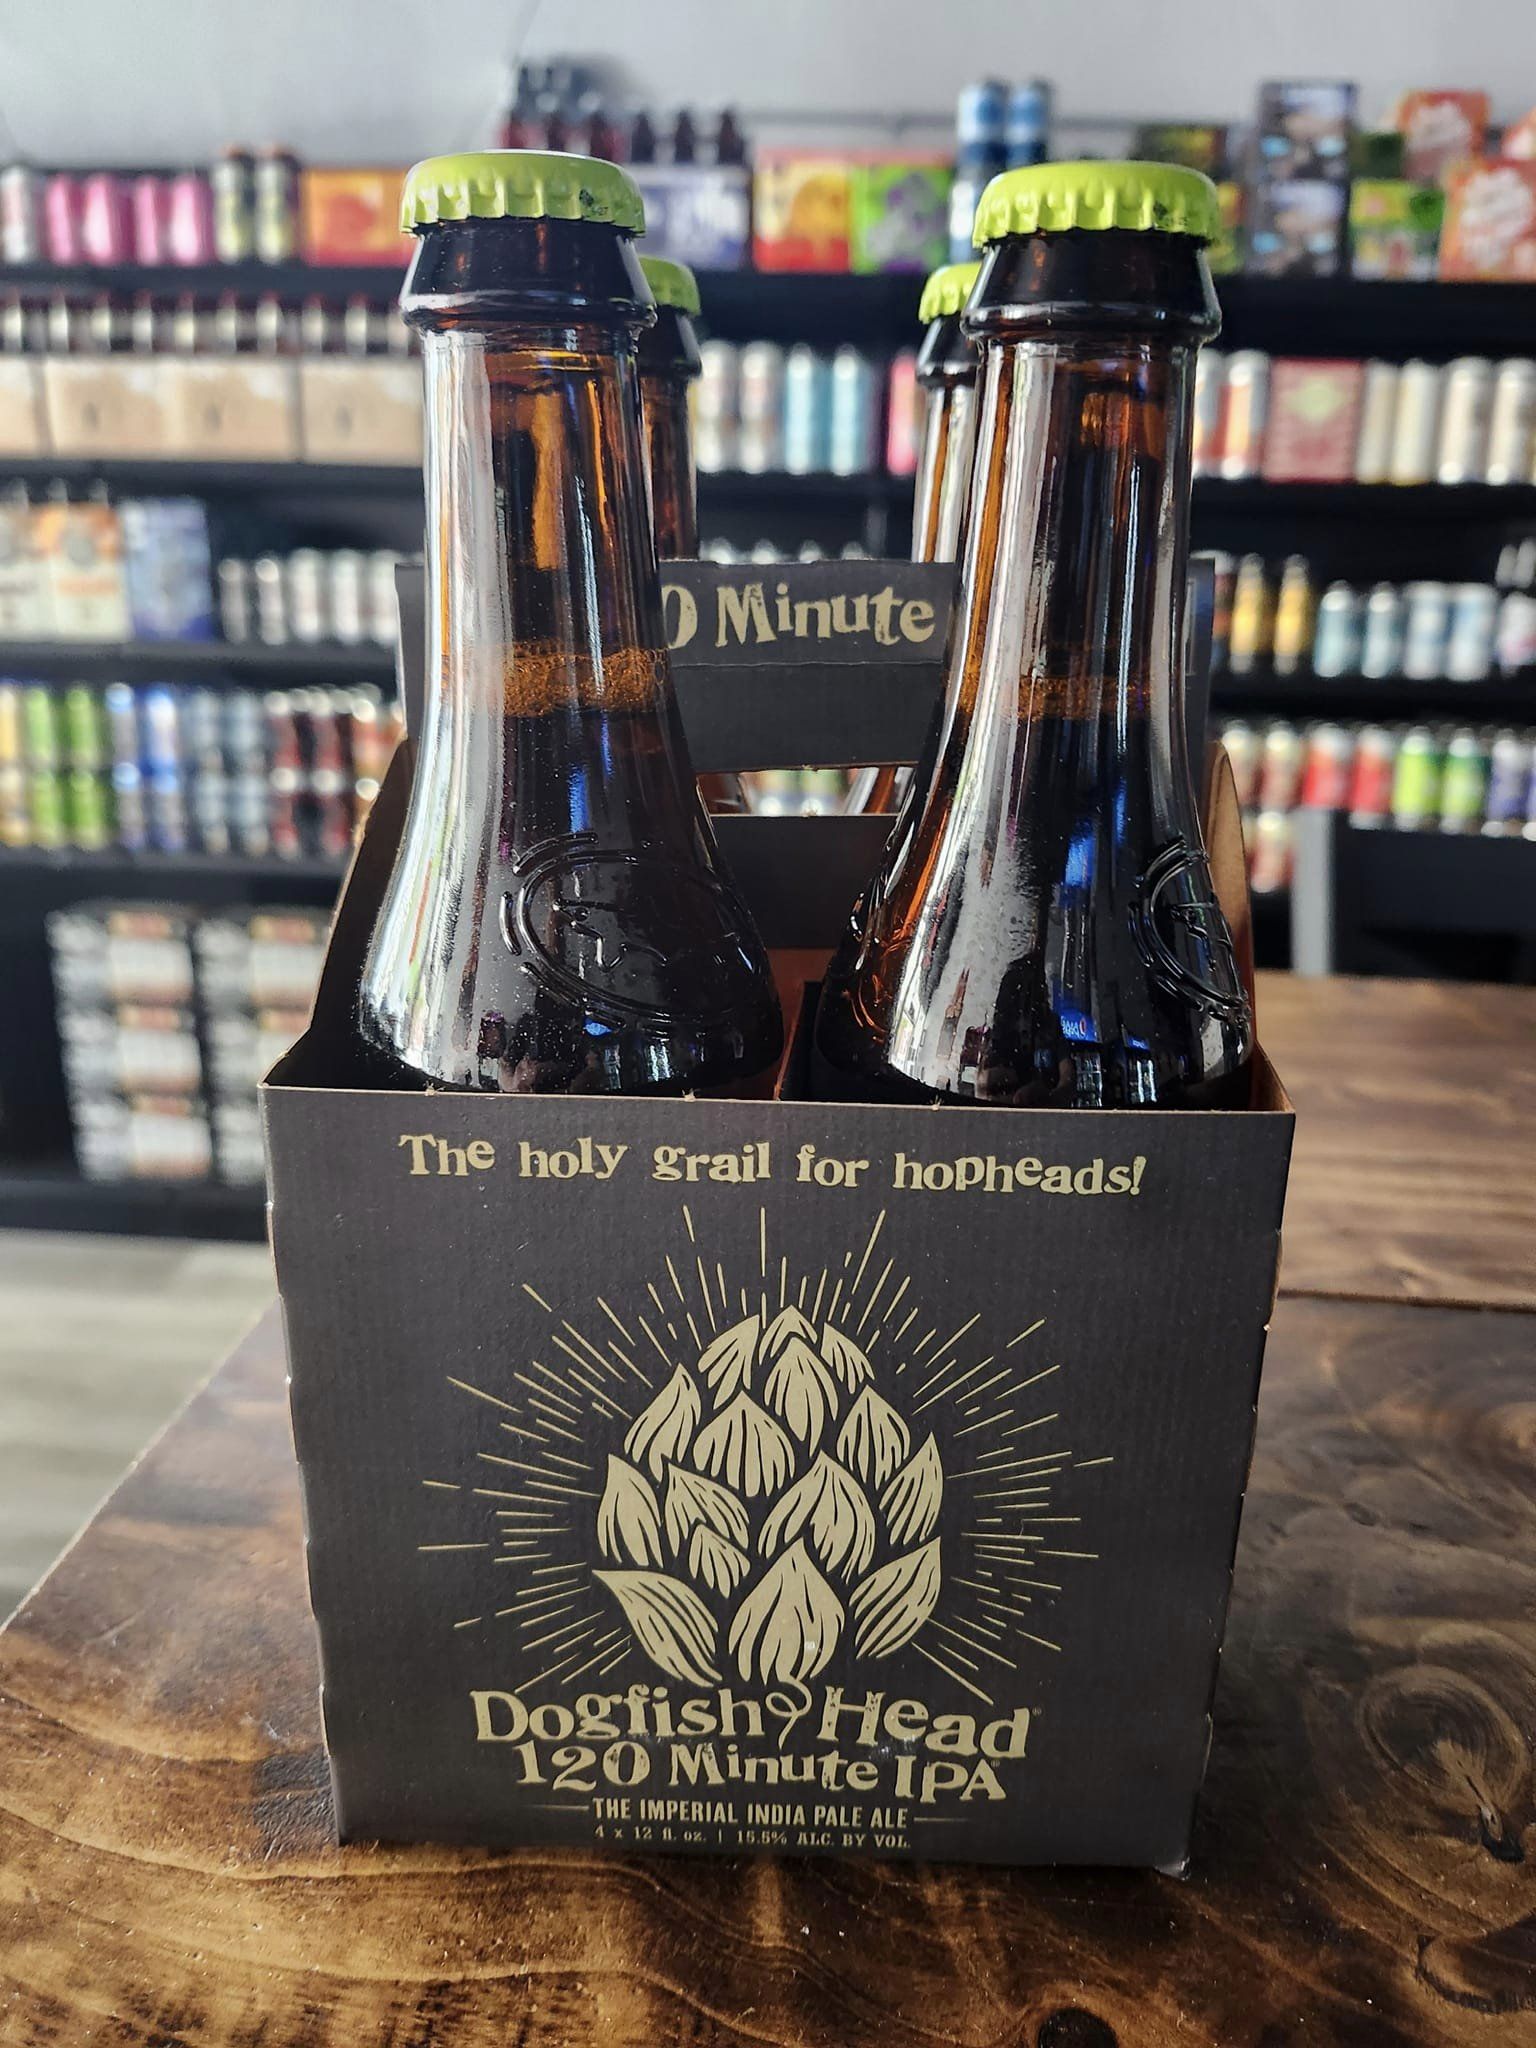 0 Minute
The holy grail for hopheads!
Dogfish Head®
120 Minute IPA
THE IMPERIAL INDIA PALE ALE
4 x 12 fl. oz. | 15.5% ALC. BY VOL.